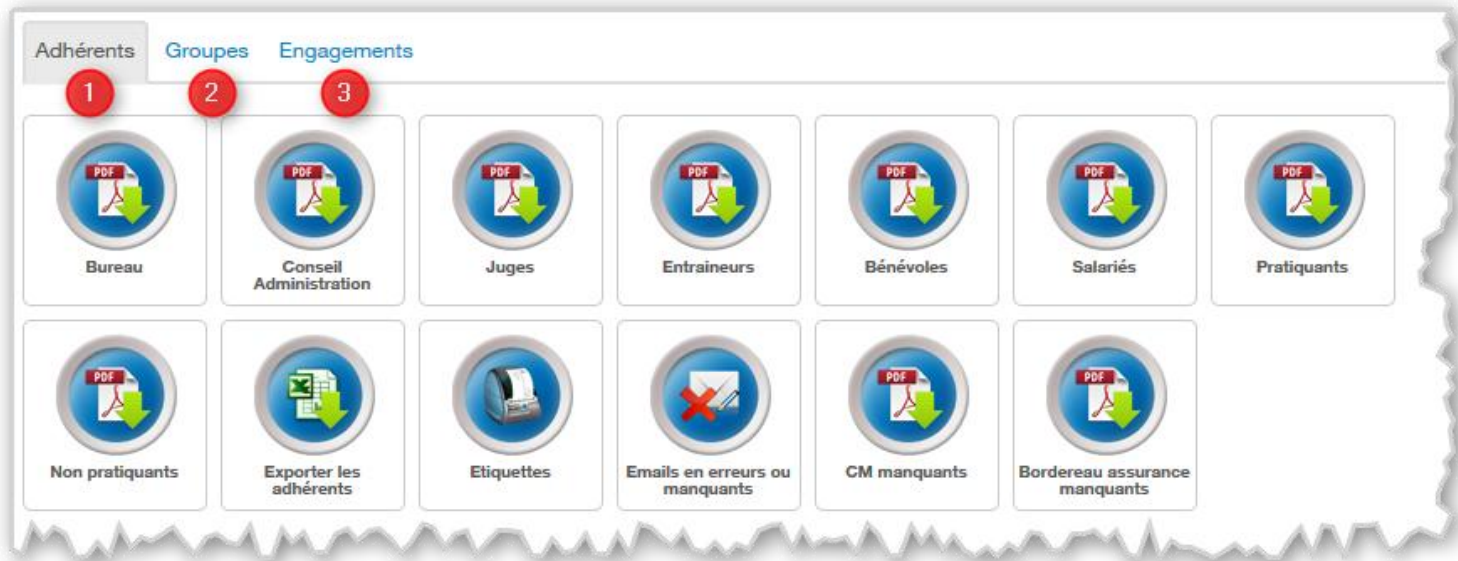 Adhérents Groupes Engagements
1 2 3
PDF PDF PDF PDF PDF PDF PDF
Bureau Conseil Juges Entraineurs Bénévoles Salariés Pratiquants
Administration
PDF PDF PDF
Non pratiquants Exporter les Etiquettes Emails en erreurs ou CM manquants Bordereau assurance
adhérents manquants manquants